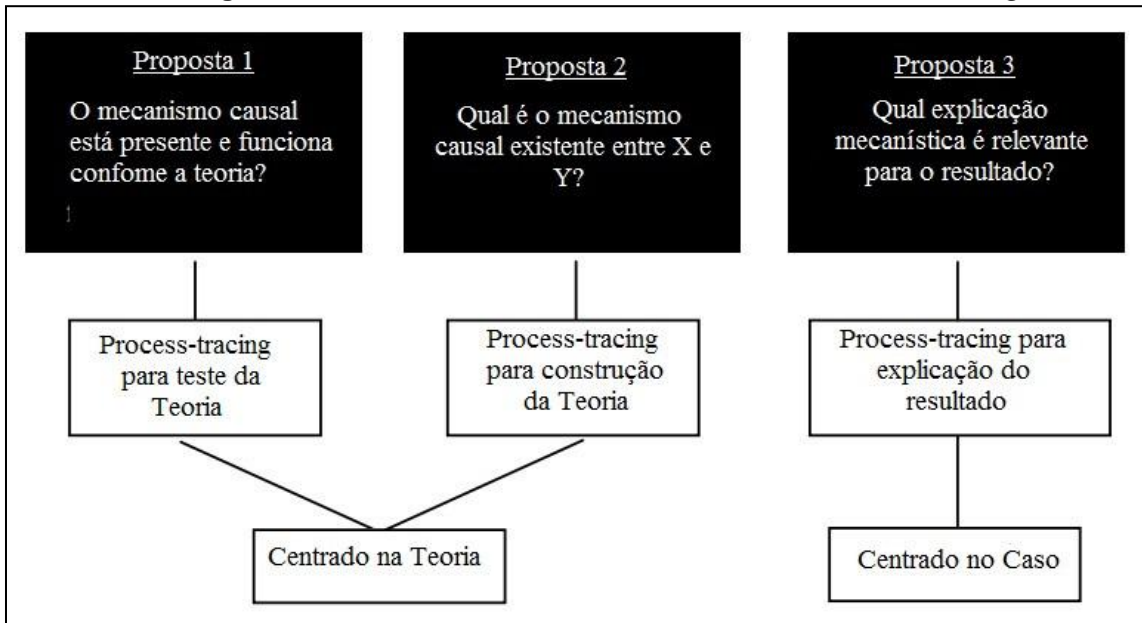 Proposta 1
O mecanismo causal
está presente e funciona
confome a teoria?
Proposta 2
Qual é o mecanismo
causal existente entre X e
Y?
Proposta 3
Qual explicação
mecanística é relevante
para o resultado?
Process-tracing
para teste da
Teoria
Process-tracing
para construção
da Teoria
Process-tracing para
explicação do
resultado
Centrado na Teoria
Centrado no Caso